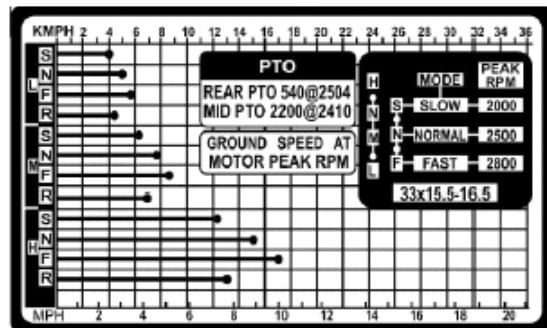 KMPH 2 4 6 8 10 12 14 16 18 20 22 24 26 28 30 32 34 36
L
S
N
F
R
M
S
N
F
R
H
S
N
F
R
MPH 2 4 6 8 10 12 14 16 18 20
PTO
REAR PTO 540@2504
MID PTO 2200@2410
GROUND SPEED AT
MOTOR PEAK RPM
H
N
M
L
MODE
PEAK
RPM
S SLOW 2000
N NORMAL 2500
F FAST 2800
33x15.5-16.5